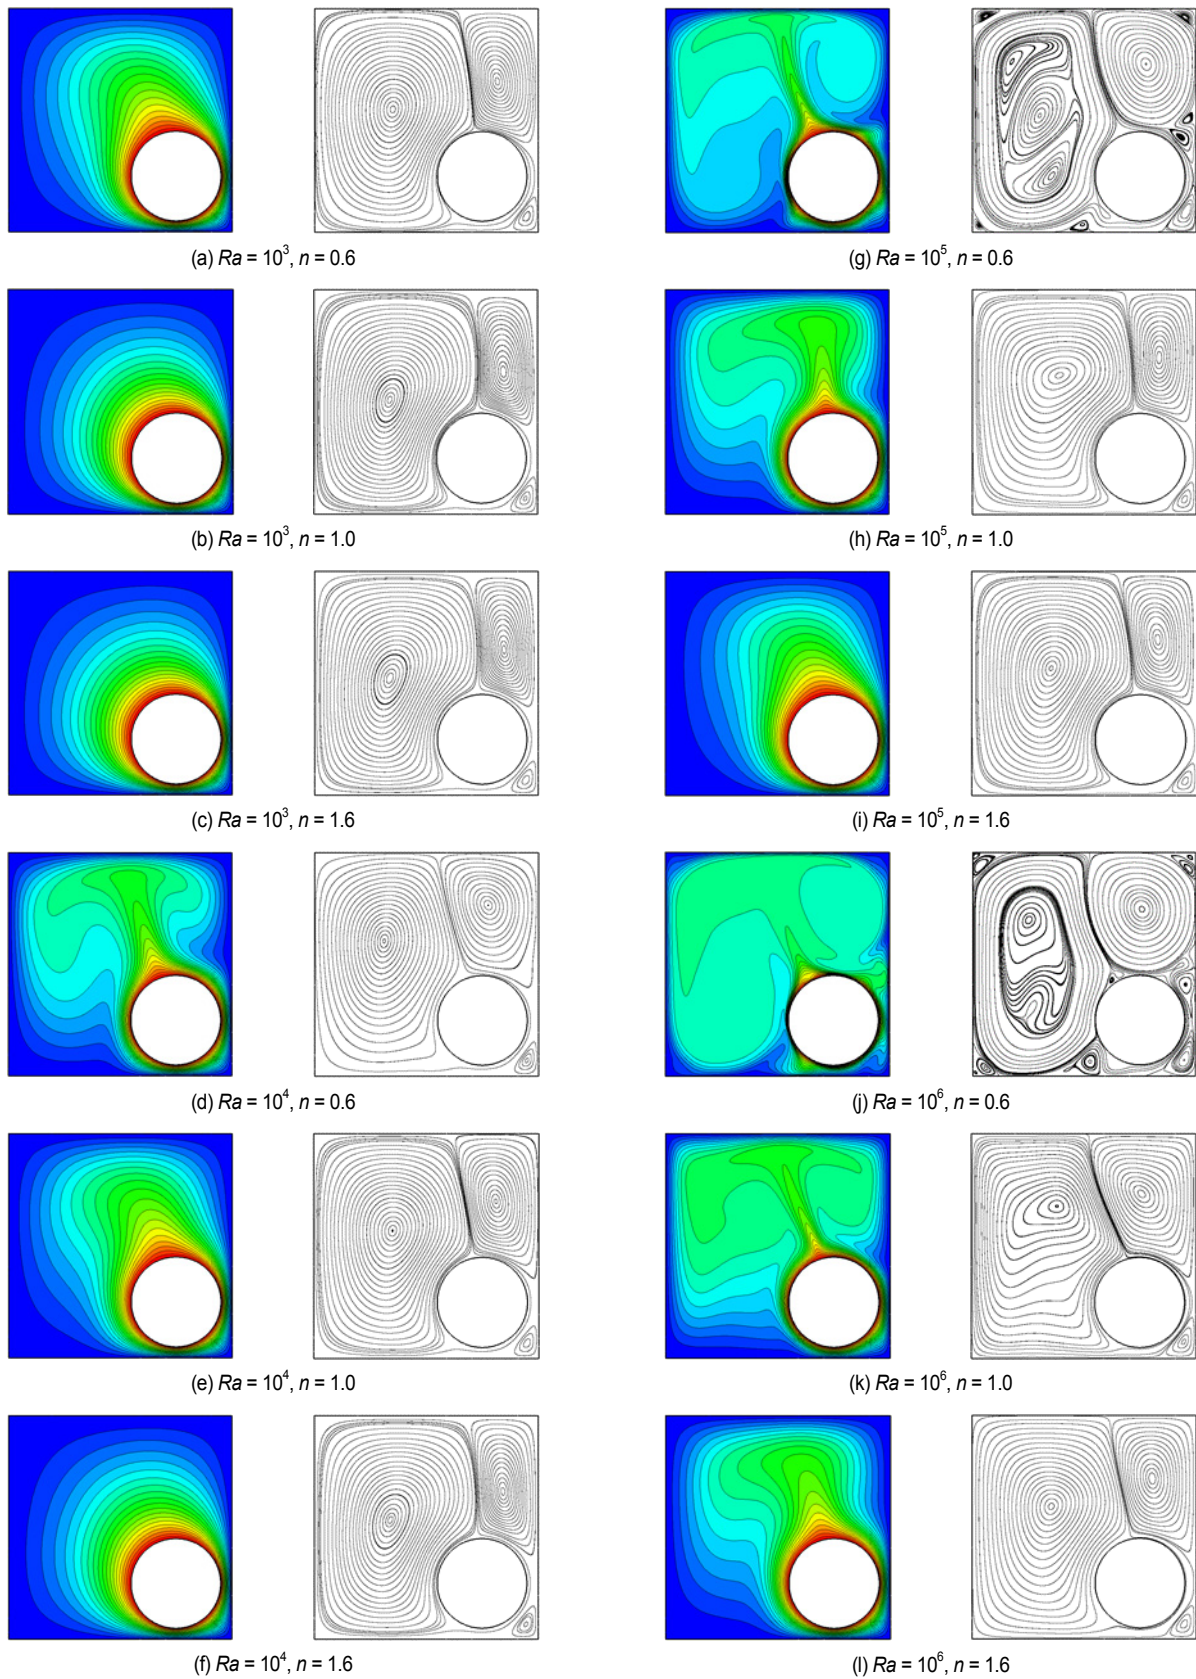 (a) Ra = 10³, n = 0.6
(g) Ra = 10⁵, n = 0.6
(b) Ra = 10³, n = 1.0
(h) Ra = 10⁵, n = 1.0
(c) Ra = 10³, n = 1.6
(i) Ra = 10⁵, n = 1.6
(d) Ra = 10⁴, n = 0.6
(j) Ra = 10⁶, n = 0.6
(e) Ra = 10⁴, n = 1.0
(k) Ra = 10⁶, n = 1.0
(f) Ra = 10⁴, n = 1.6
(l) Ra = 10⁶, n = 1.6